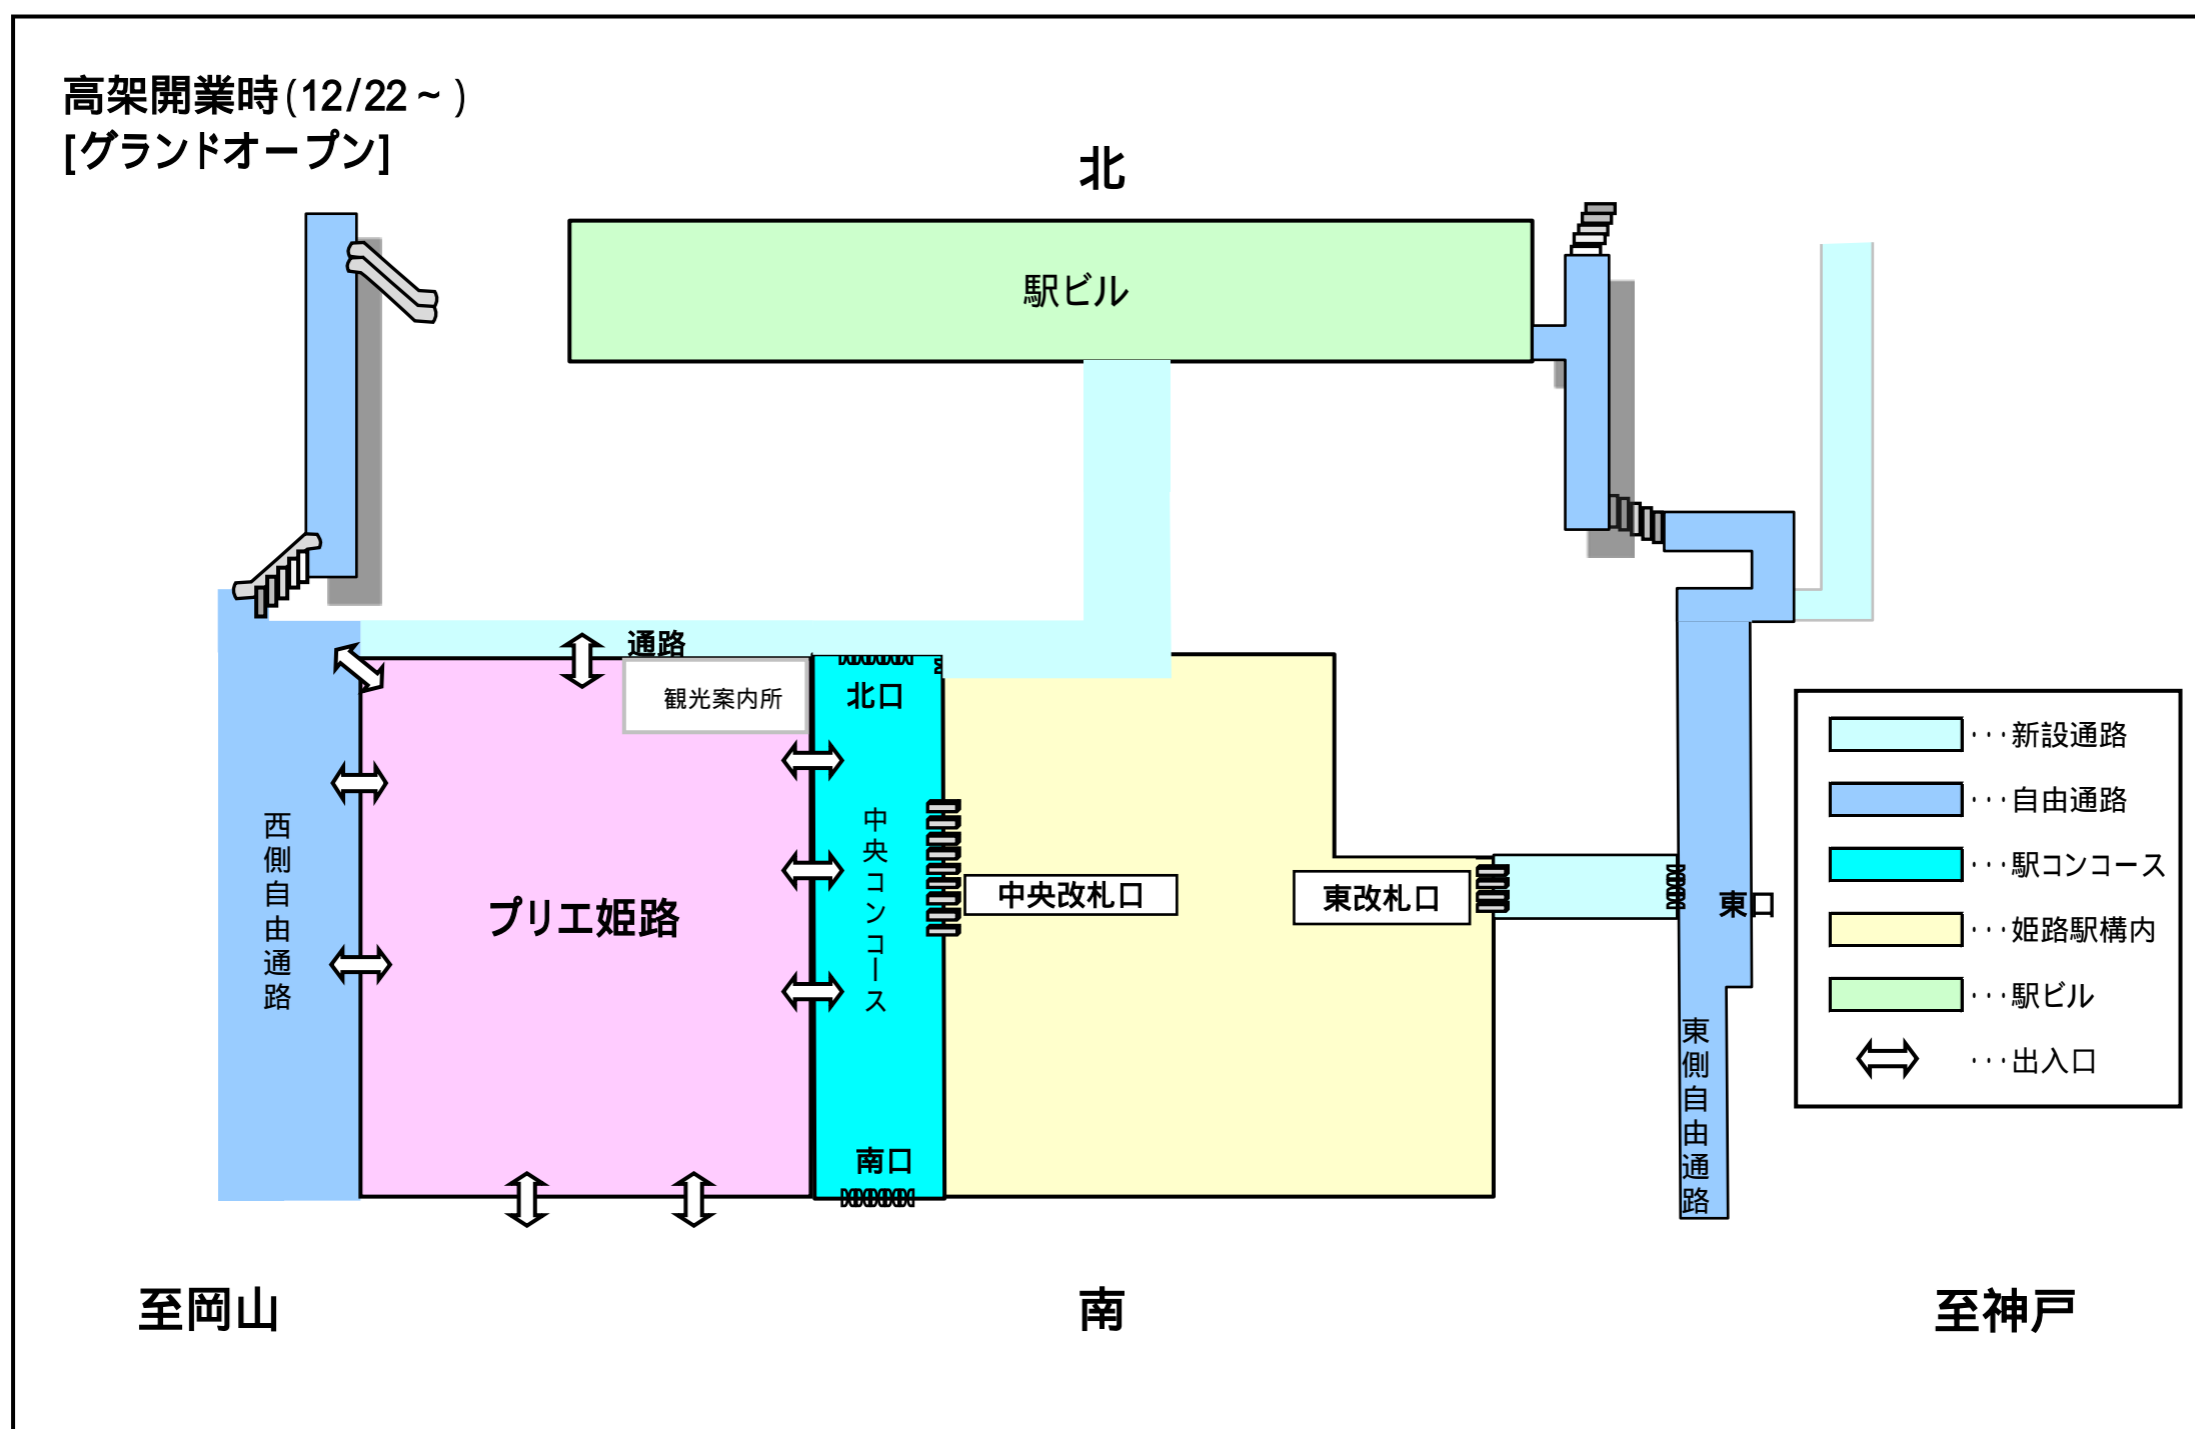 高架開業時(12/22~)
[グランドオープン]
北
駅ビル
通路
観光案内所
北口
西側自由通路
プリエ姫路
中央コンコース
中央改札口
東改札口
東口
南口
東側自由通路
･･･新設通路
･･･自由通路
･･･駅コンコース
･･･姫路駅構内
･･･駅ビル
･･･出入口
至岡山
南
至神戸